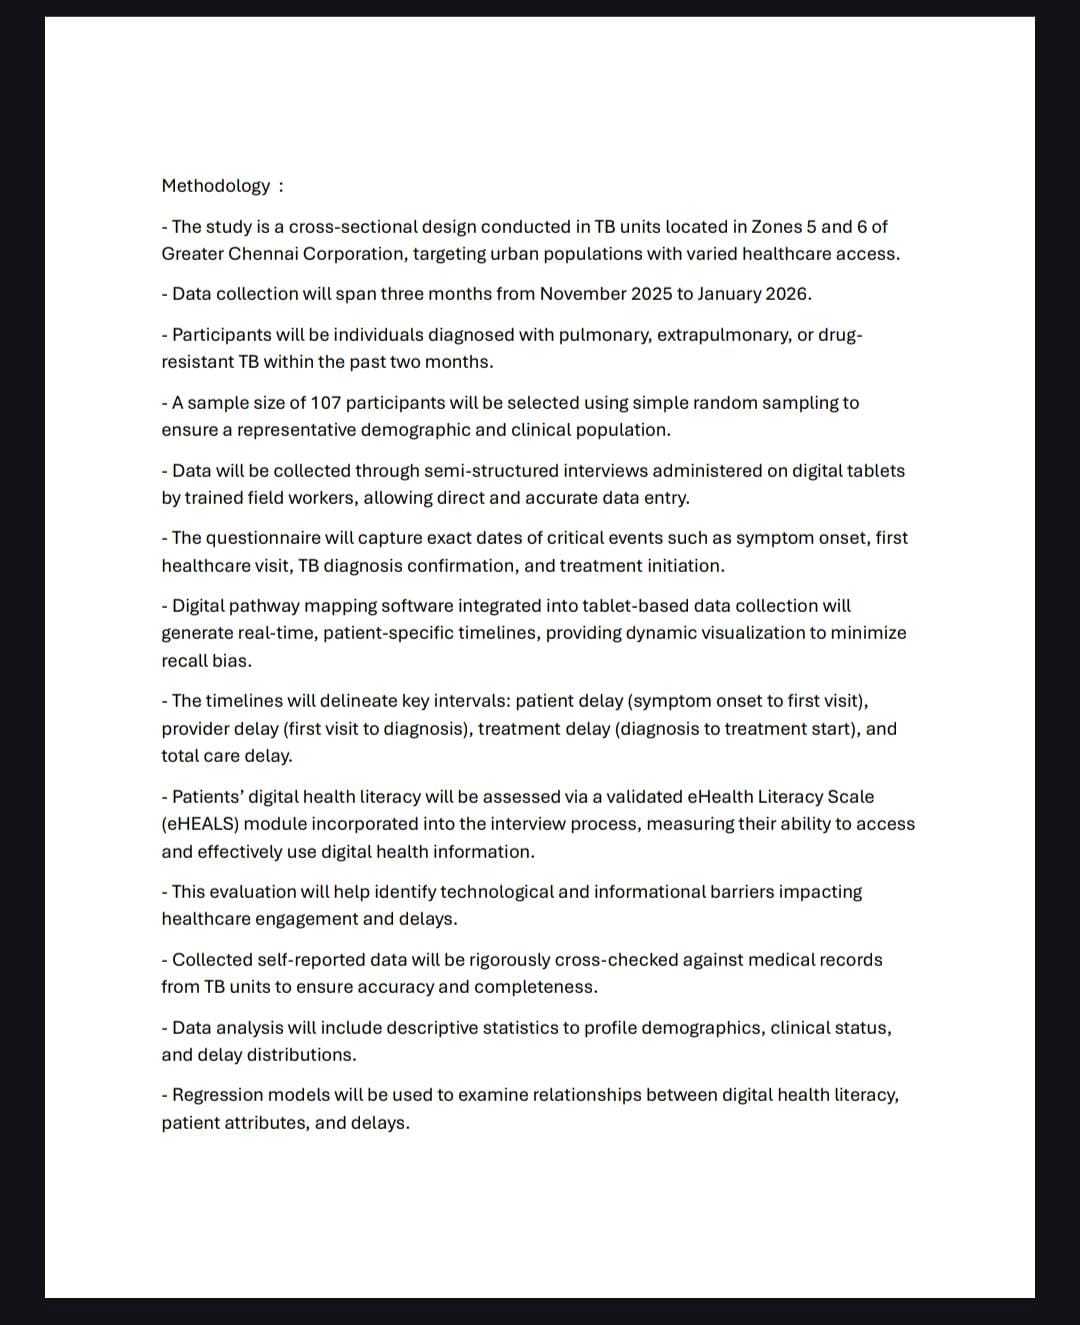 Methodology :
- The study is a cross-sectional design conducted in TB units located in Zones 5 and 6 of
Greater Chennai Corporation, targeting urban populations with varied healthcare access.
- Data collection will span three months from November 2025 to January 2026.
- Participants will be individuals diagnosed with pulmonary, extrapulmonary, or drug-
resistant TB within the past two months.
- A sample size of 107 participants will be selected using simple random sampling to
ensure a representative demographic and clinical population.
- Data will be collected through semi-structured interviews administered on digital tablets
by trained field workers, allowing direct and accurate data entry.
- The questionnaire will capture exact dates of critical events such as symptom onset, first
healthcare visit, TB diagnosis confirmation, and treatment initiation.
- Digital pathway mapping software integrated into tablet-based data collection will
generate real-time, patient-specific timelines, providing dynamic visualization to minimize
recall bias.
- The timelines will delineate key intervals: patient delay (symptom onset to first visit),
provider delay (first visit to diagnosis), treatment delay (diagnosis to treatment start), and
total care delay.
- Patients’ digital health literacy will be assessed via a validated eHealth Literacy Scale
(eHEALS) module incorporated into the interview process, measuring their ability to access
and effectively use digital health information.
- This evaluation will help identify technological and informational barriers impacting
healthcare engagement and delays.
- Collected self-reported data will be rigorously cross-checked against medical records
from TB units to ensure accuracy and completeness.
- Data analysis will include descriptive statistics to profile demographics, clinical status,
and delay distributions.
- Regression models will be used to examine relationships between digital health literacy,
patient attributes, and delays.